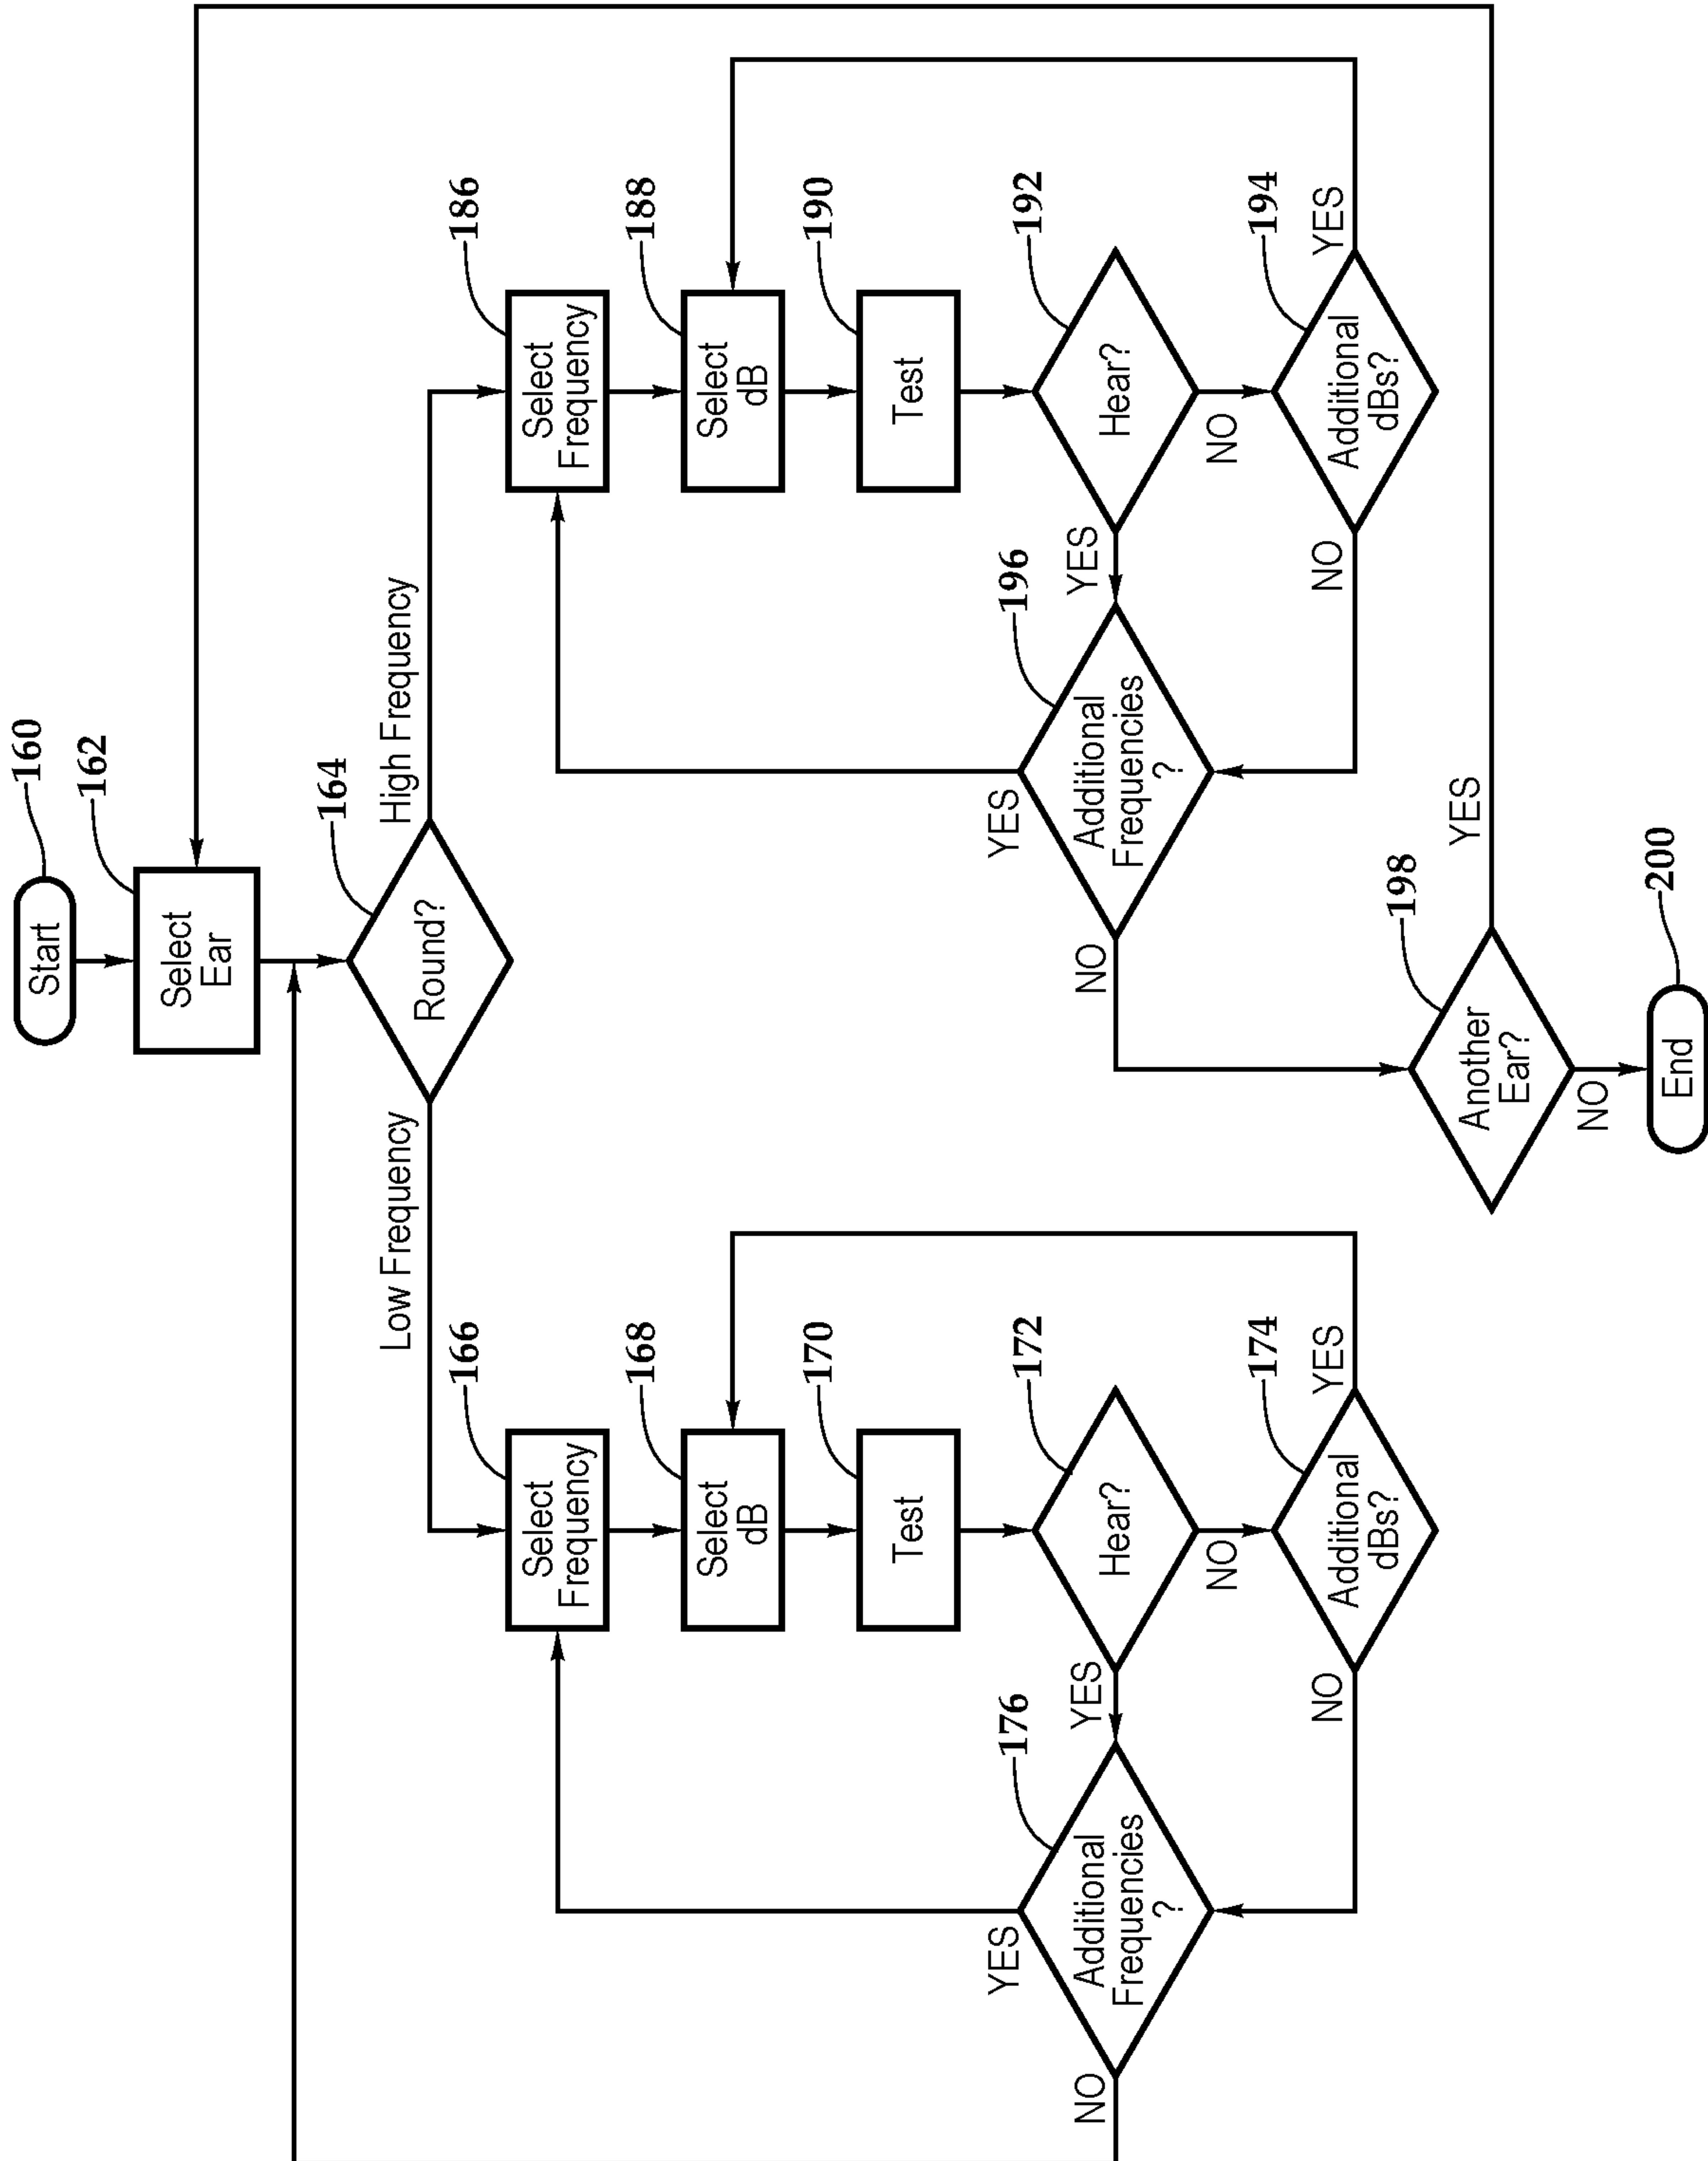 Start
160
Select
Ear
162
Round?
164
Low Frequency
High Frequency
Select
Frequency
166
Select
dB
168
Test
170
Hear?
172
YES
NO
Additional
dBs?
174
YES
NO
Additional
Frequencies
?
176
YES
NO
Select
Frequency
186
Select
dB
188
Test
190
Hear?
192
YES
NO
Additional
dBs?
194
YES
NO
Additional
Frequencies
?
196
YES
NO
Another
Ear?
198
YES
NO
End
200